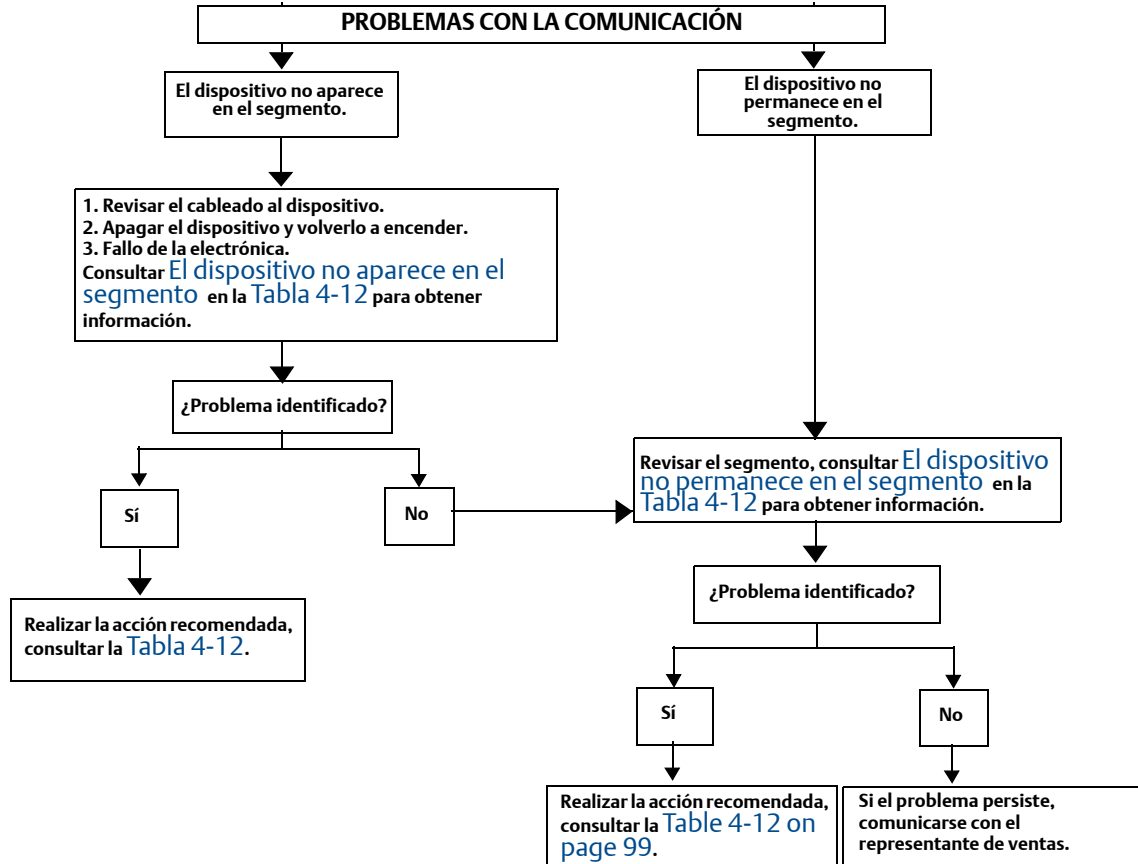 PROBLEMAS CON LA COMUNICACIÓN
El dispositivo no aparece
en el segmento.
El dispositivo no
permanece en el
segmento.
1. Revisar el cableado al dispositivo.
2. Apagar el dispositivo y volverlo a encender.
3. Fallo de la electrónica.
Consultar El dispositivo no aparece en el
segmento en la Tabla 4-12 para obtener
información.
¿Problema identificado?
Sí
No
Realizar la acción recomendada,
consultar la Tabla 4-12.
Revisar el segmento, consultar El dispositivo
no permanece en el segmento en la
Tabla 4-12 para obtener información.
¿Problema identificado?
Sí
No
Realizar la acción recomendada,
consultar la Table 4-12 on
page 99.
Si el problema persiste,
comunicarse con el
representante de ventas.